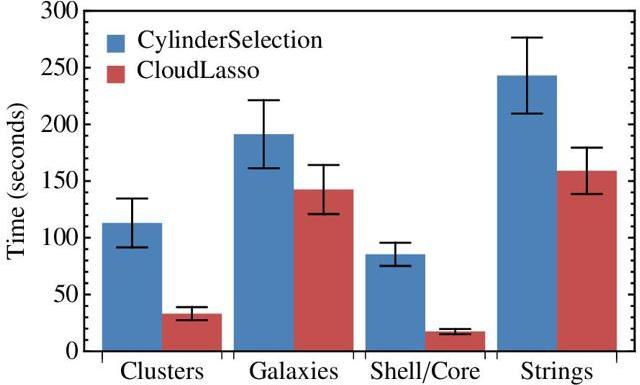 300
250
200
150
100
50
0
Time (seconds)
CylinderSelection
CloudLasso
Clusters Galaxies Shell/Core Strings